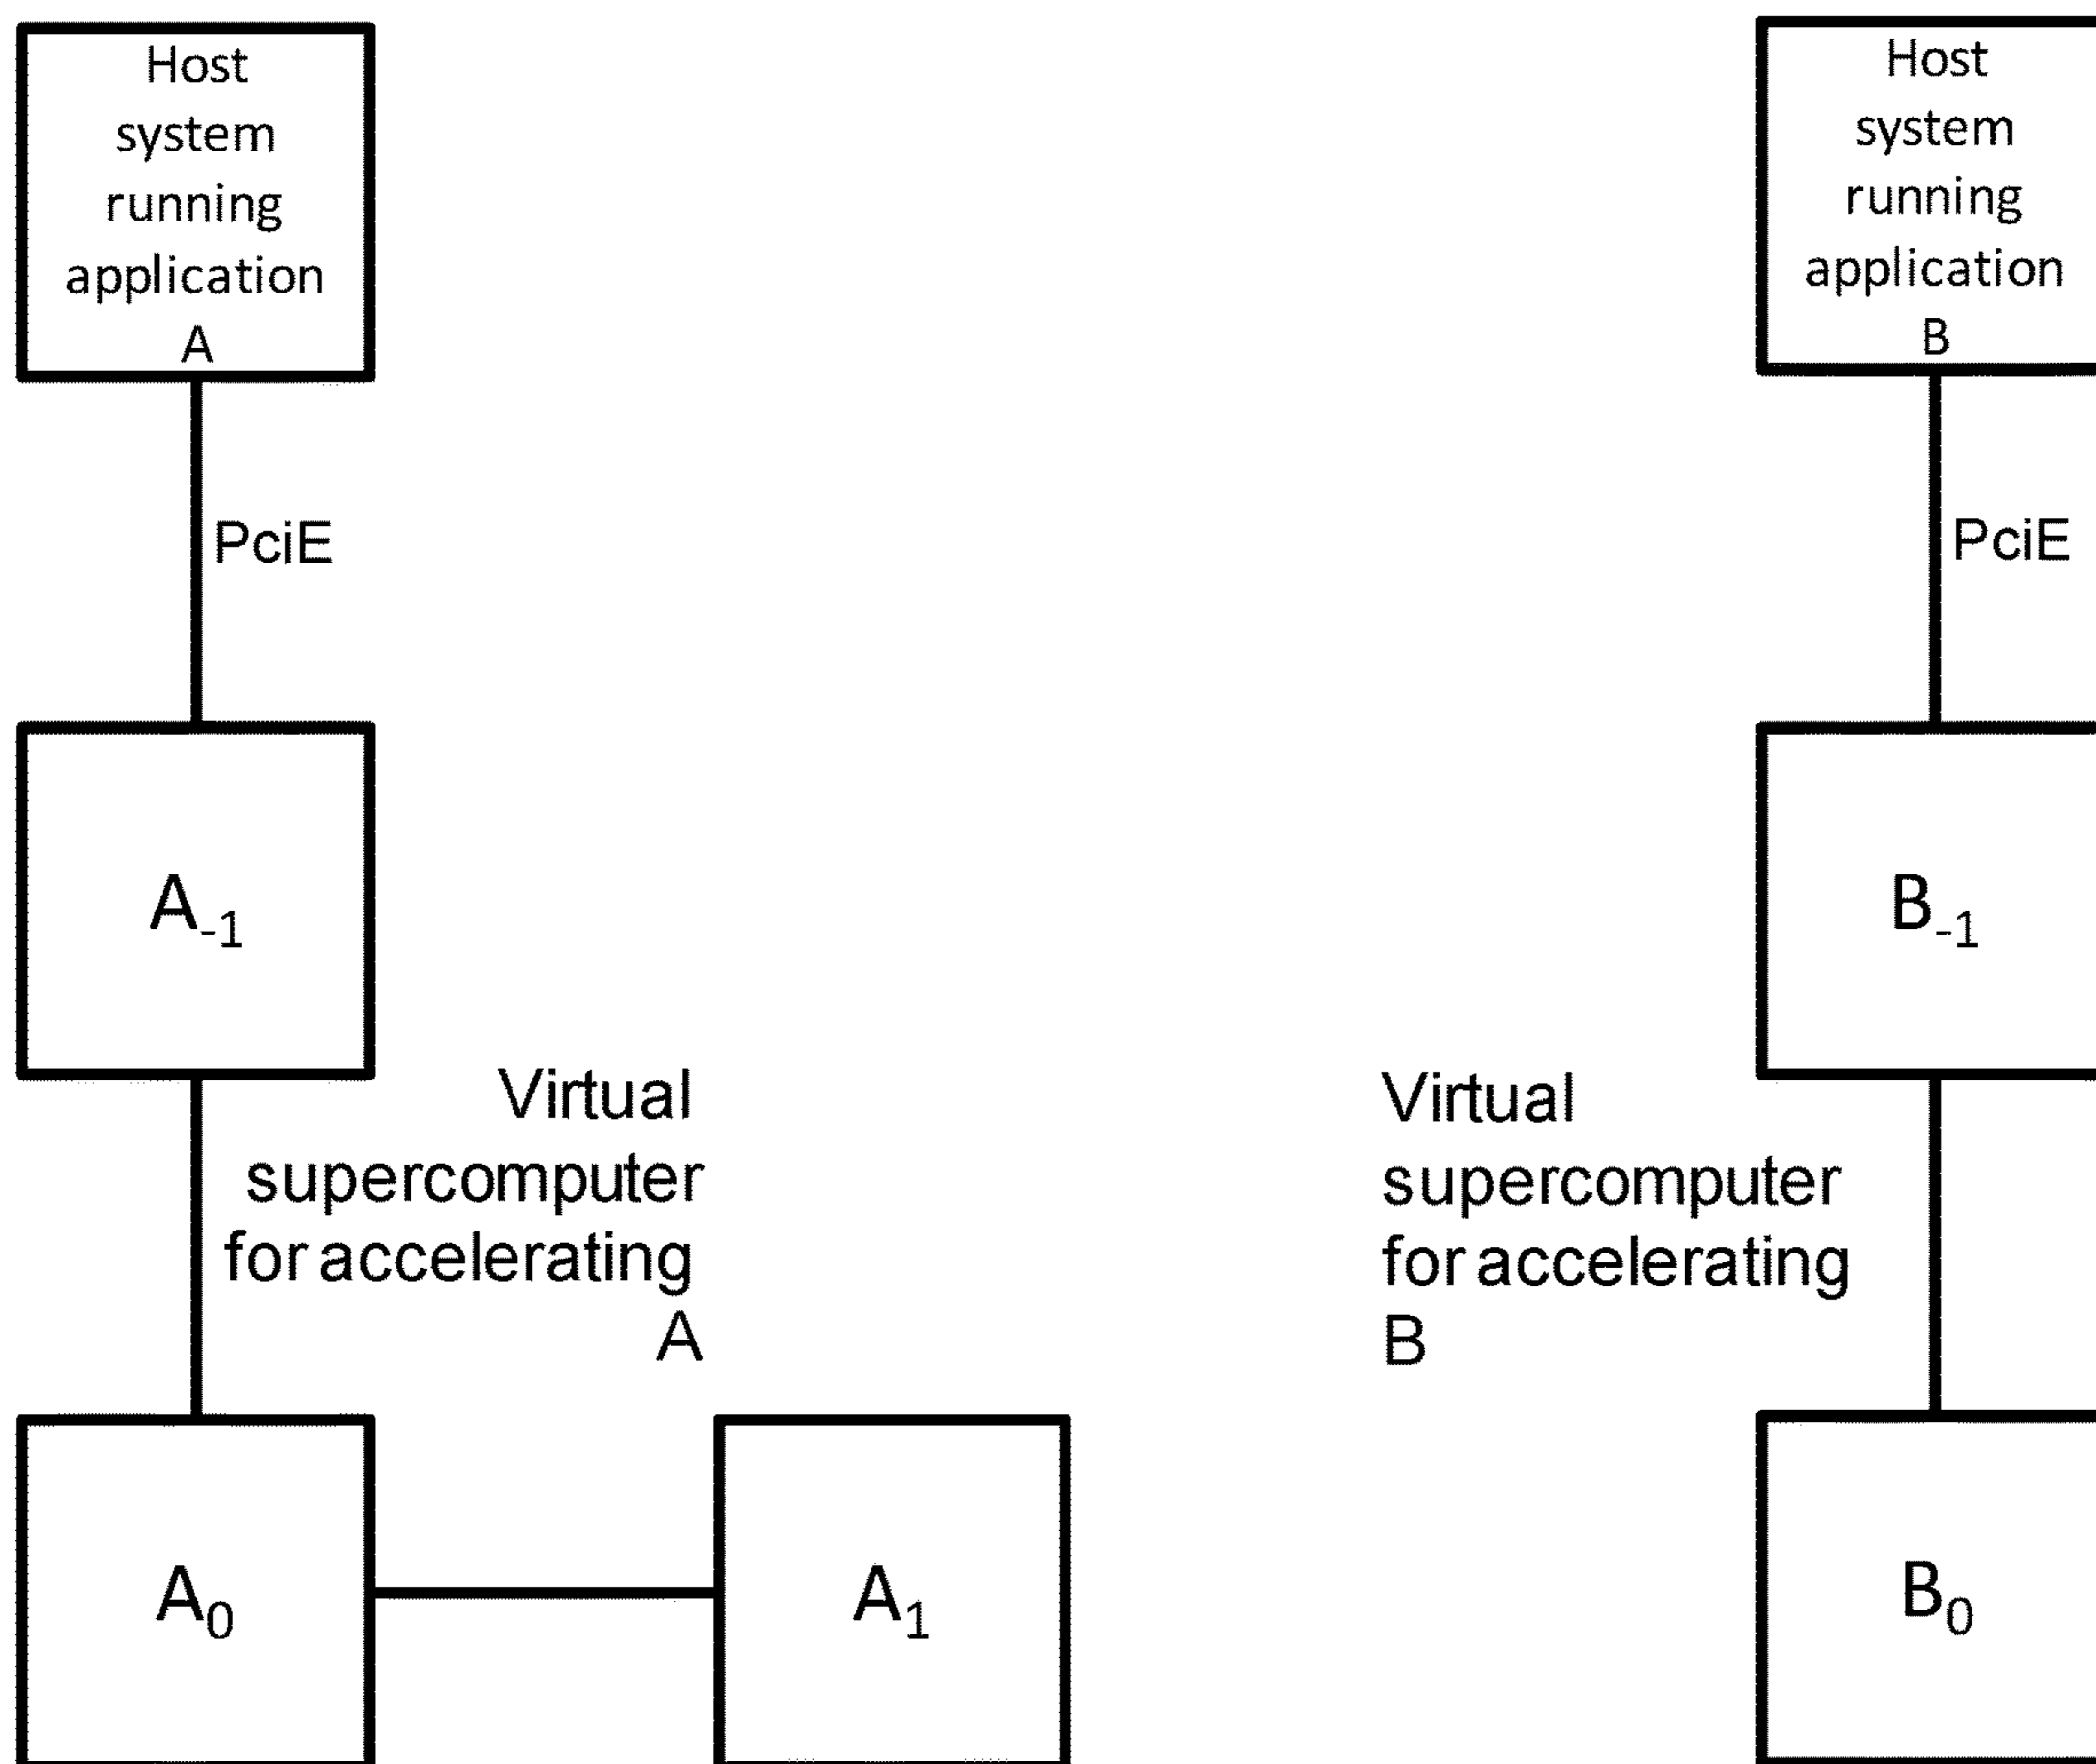 Host
system
running
application
A
PciE
A-1
Virtual
supercomputer
for accelerating
A
A0
A1
Host
system
running
application
B
PciE
B-1
Virtual
supercomputer
for accelerating
B
B0